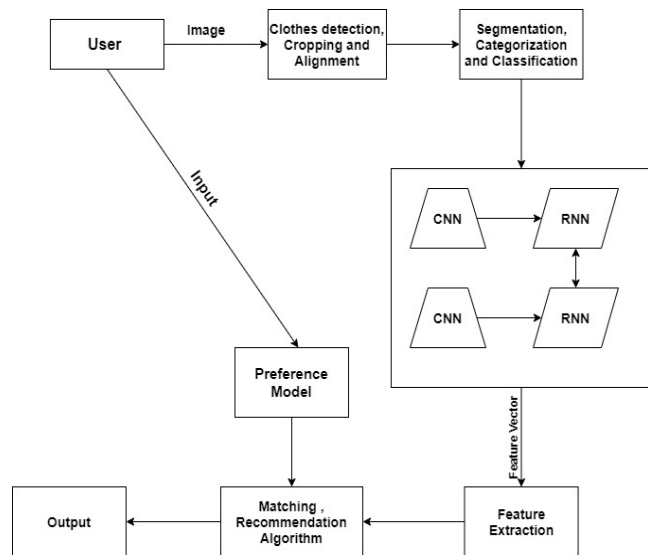 User
Image
Clothes detection,
Cropping and
Alignment
Segmentation,
Categorization
and Classification
Input
CNN
RNN
CNN
RNN
Preference
Model
Feature Vector
Output
Matching ,
Recommendation
Algorithm
Feature
Extraction